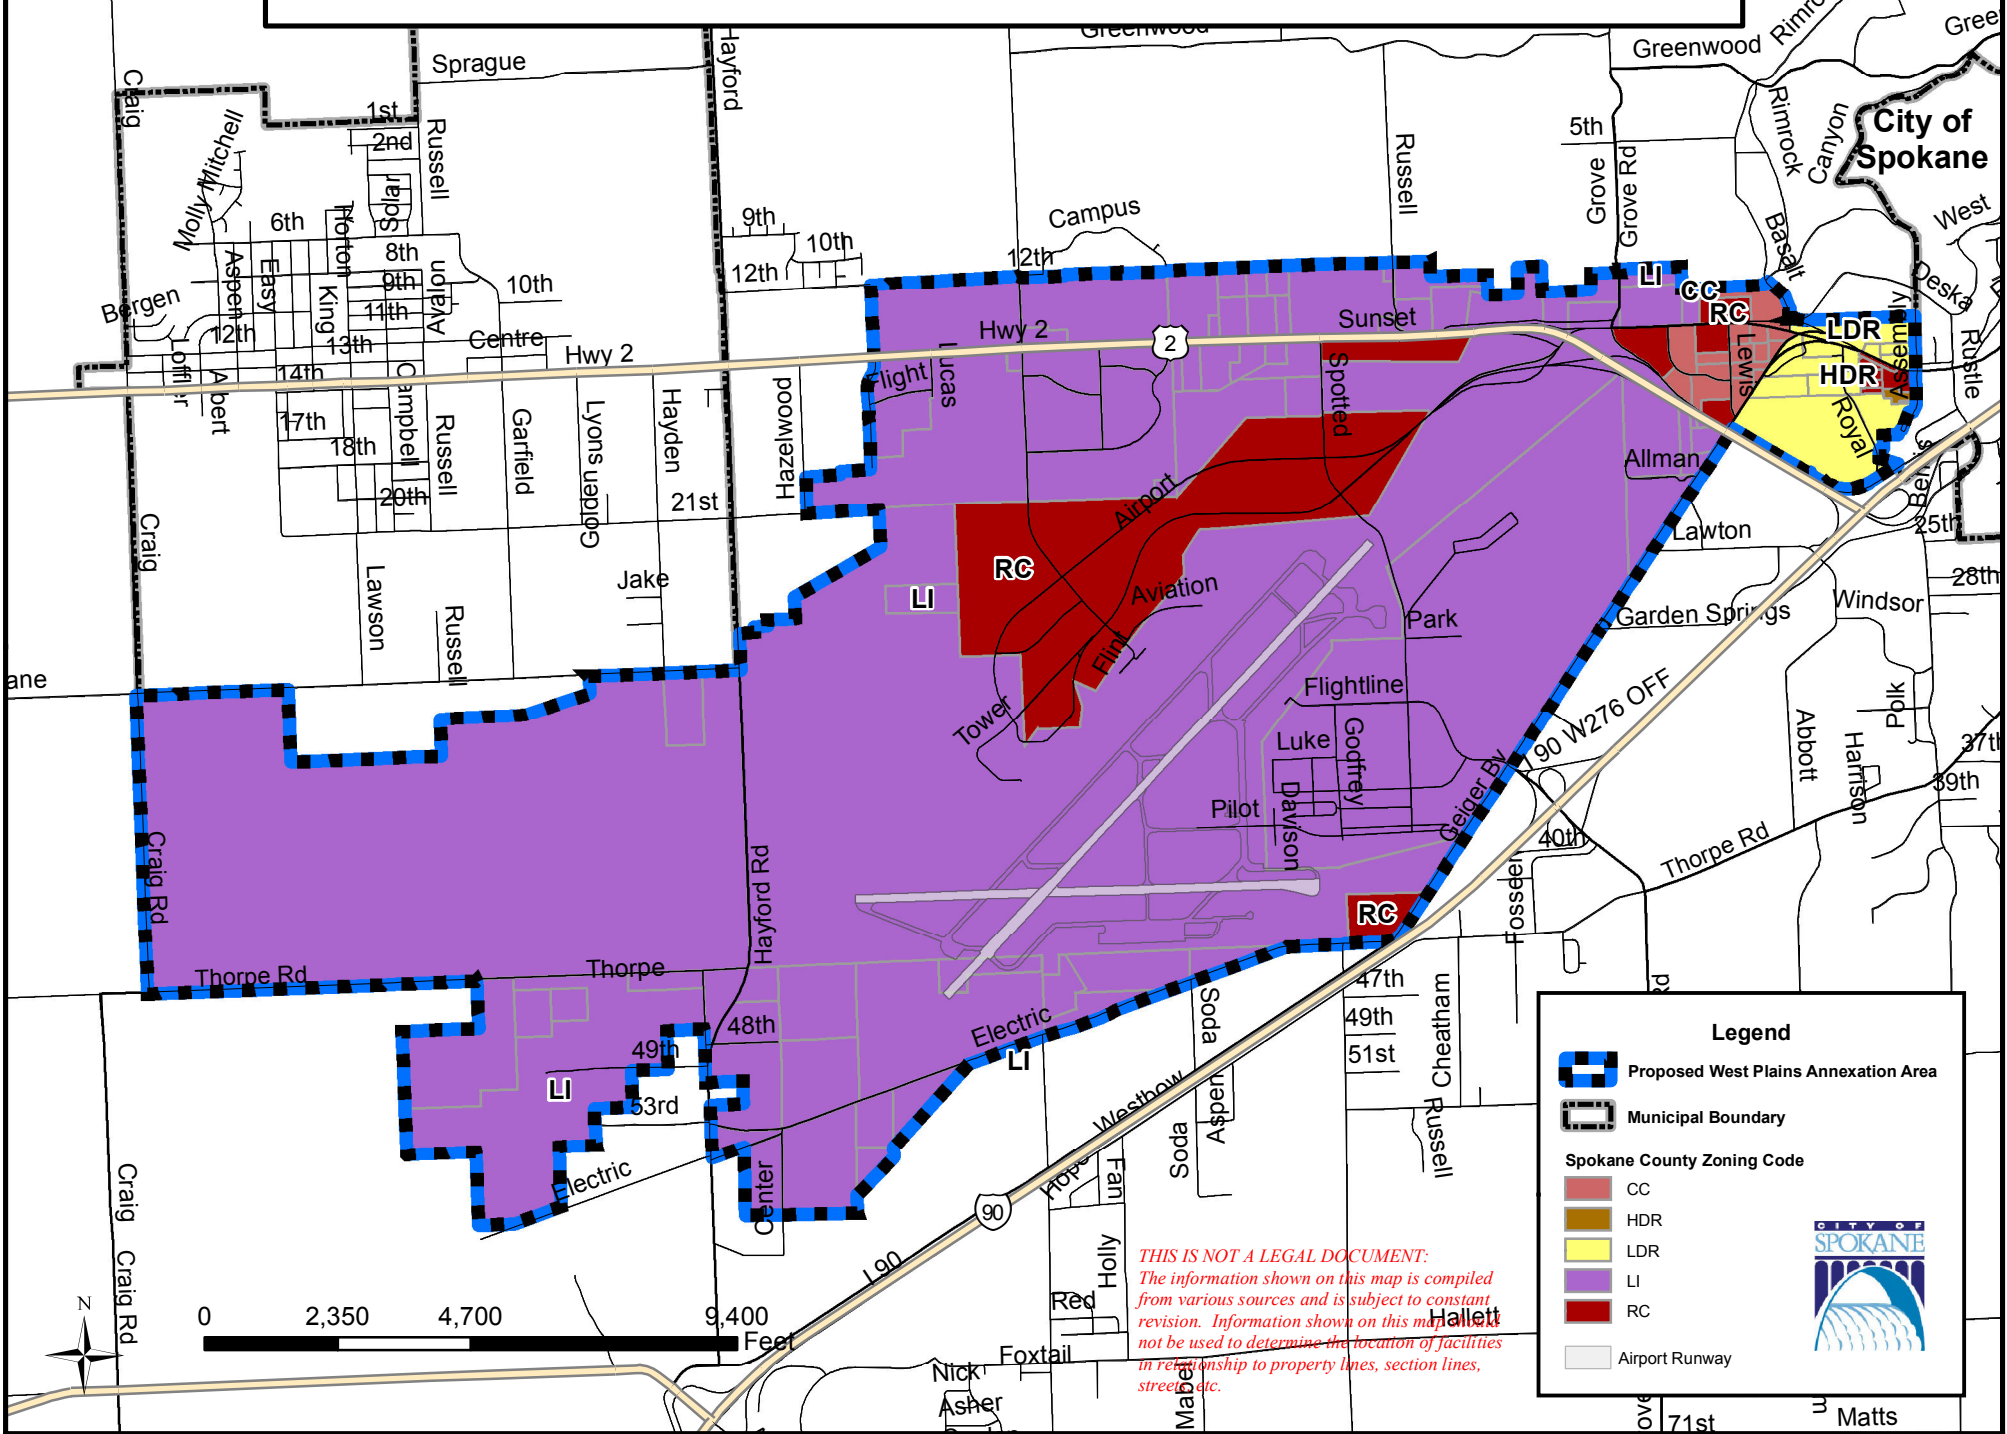 Greenwood
Greenwood
Rimro
Gree
Sprague
Hayford
Craig
1st
2nd
Russell
Molly Mitchell
Solar
6th
Horton
8th
Aspen
Easy
9th
King
11th
Avalon
10th
Bergen
12th
13th
Centre
Loffler
Albert
14th
Hwy 2
Campbell
17th
18th
20th
Russell
Garfield
Golden Lyons
Hayden
21st
Hazelwood
9th
10th
12th
Campus
12th
Russell
5th
Grove
Grove Rd
Rimrock
Canyon
City of
Spokane
West
Basalt
Deska
Assembly
Rustle
LI
CC
RC
LDR
HDR
Lewis
Royal
Hwy 2
2
Sunset
Flight
Lucas
Spotted
Allman
Lawton
Bemis
25th
28th
Garden Springs
Windsor
Craig
Lawson
Russell
Jake
ane
RC
LI
Airport
Aviation
Flint
Tower
Park
Flightline
Luke
Godfrey
Pilot
Davison
Geiger Bv
I 90 W276 OFF
Abbott
Polk
Harrison
37th
39th
40th
Thorpe Rd
Fosseen
Craig Rd
Hayford Rd
RC
Thorpe Rd
Thorpe
48th
49th
53rd
LI
Electric
Electric
LI
Center
Soda
Aspen
Sopa
Westbow
Hope
Fan
Holly
47th
49th
51st
Cheatham
Russell
Rd
Craig
Craig Rd
90
I 90
Red
Nick
Asher
Foxtail
Mabel
Hallett
71st
Matts
N
0
2,350
4,700
9,400
Feet
THIS IS NOT A LEGAL DOCUMENT:
The information shown on this map is compiled
from various sources and is subject to constant
revision.  Information shown on this map should
not be used to determine the location of facilities
in relationship to property lines, section lines,
streets, etc.
Legend
Proposed West Plains Annexation Area
Municipal Boundary
Spokane County Zoning Code
CC
HDR
LDR
LI
RC
Airport Runway
CITY OF
SPOKANE